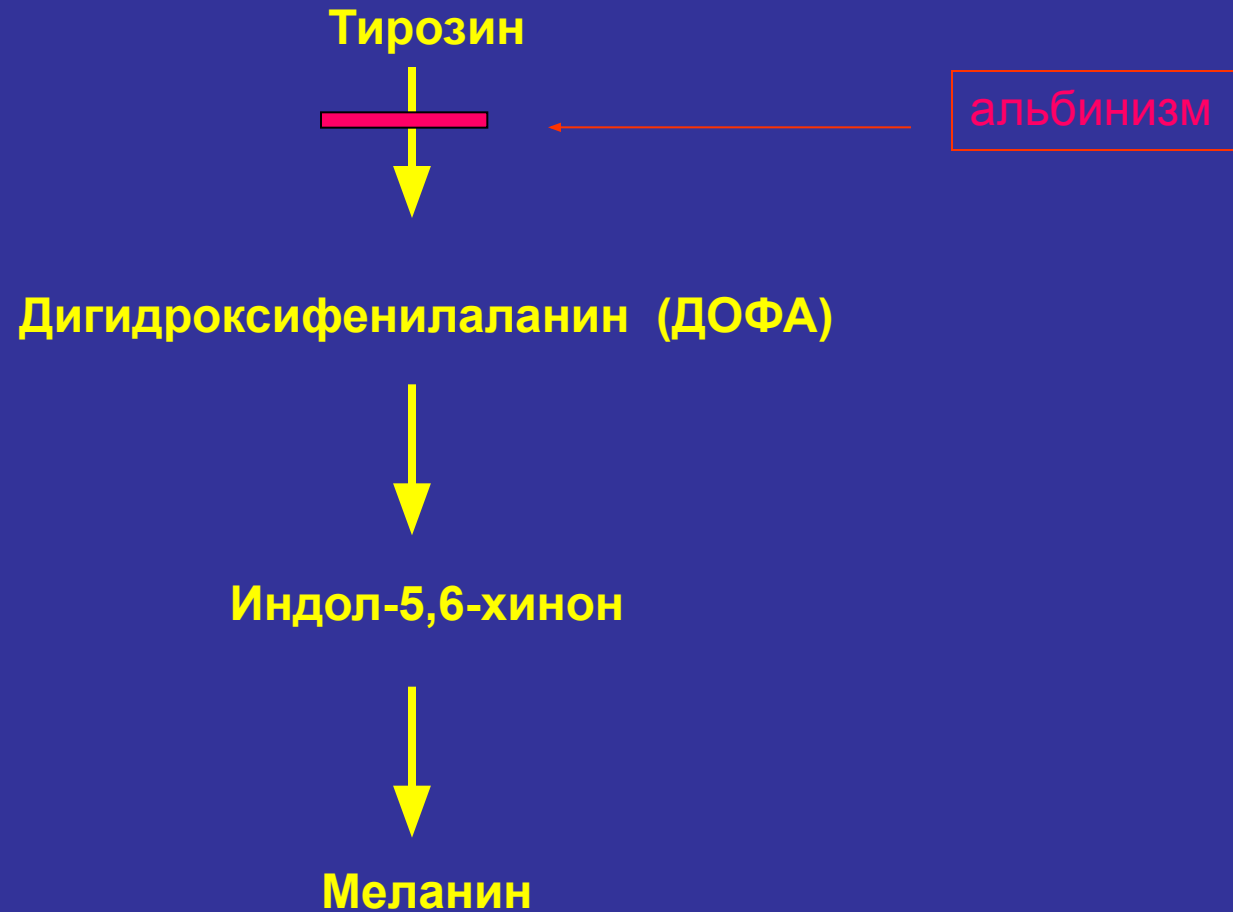 Тирозин
альбинизм
Дигидроксифенилаланин (ДОФА)
Индол-5,6-хинон
Меланин